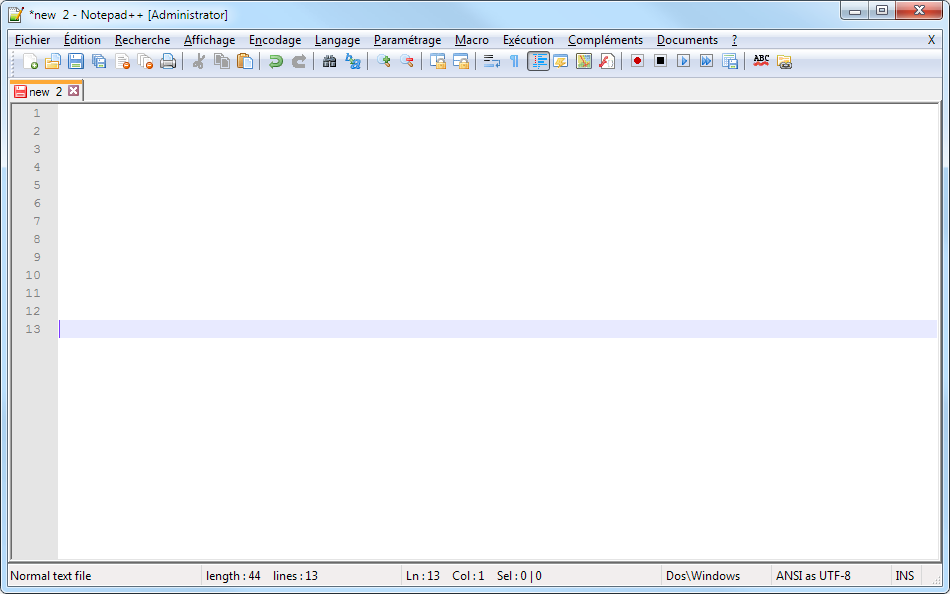 *new  2 - Notepad++ [Administrator]
Fichier Édition Recherche Affichage Encodage Langage Paramétrage Macro Exécution Compléments Documents ? X
ABC
new  2
1
2
3
4
5
6
7
8
9
10
11
12
13
Normal text file length : 44 lines : 13 Ln : 13 Col : 1 Sel : 0 | 0 Dos\Windows ANSI as UTF-8 INS